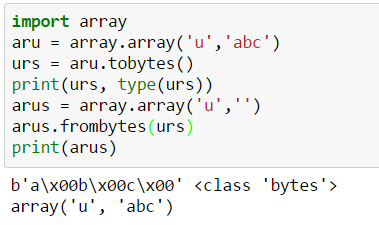 import array
aru = array.array('u','abc')
urs = aru.tobytes()
print(urs, type(urs))
arus = array.array('u','')
arus.frombytes(urs)
print(arus)
b'a\x00b\x00c\x00' <class 'bytes'>
array('u', 'abc')